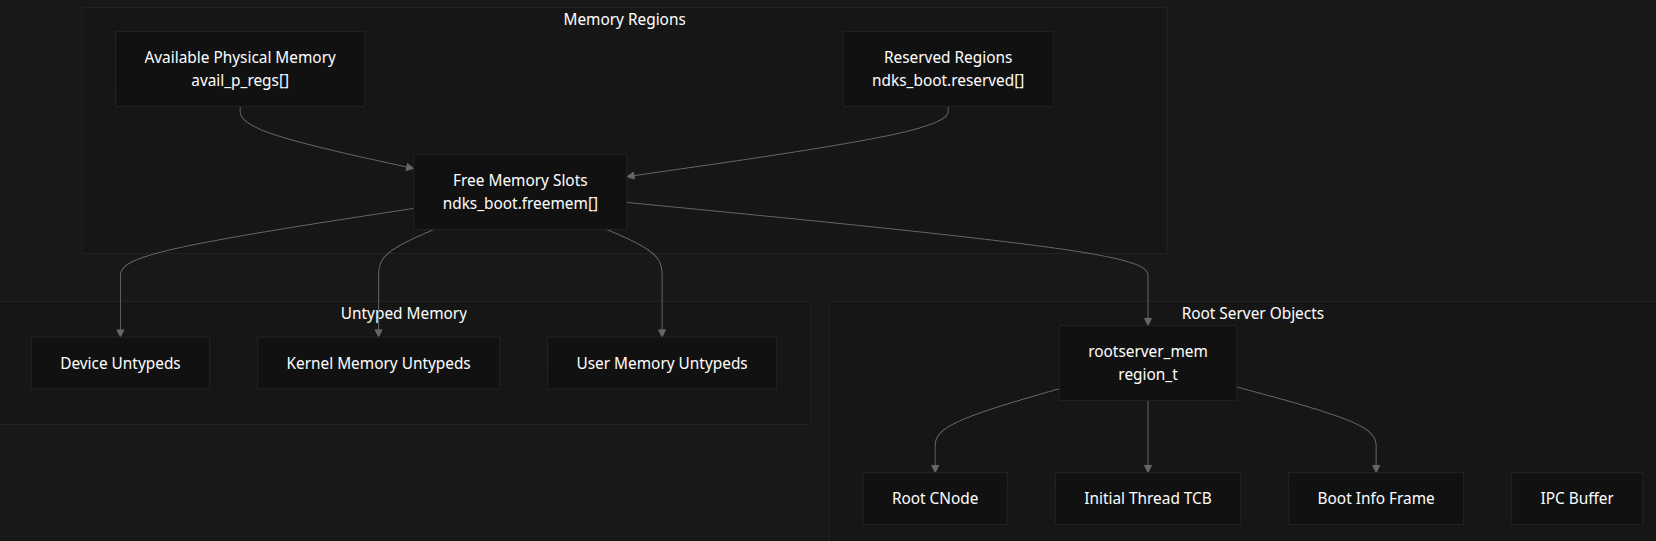 Memory Regions
Available Physical Memory
avail_p_regs[]
Reserved Regions
ndks_boot.reserved[]
Free Memory Slots
ndks_boot.freemem[]
Untyped Memory
Device Untypeds
Kernel Memory Untypeds
User Memory Untypeds
Root Server Objects
rootserver_mem
region_t
Root CNode
Initial Thread TCB
Boot Info Frame
IPC Buffer